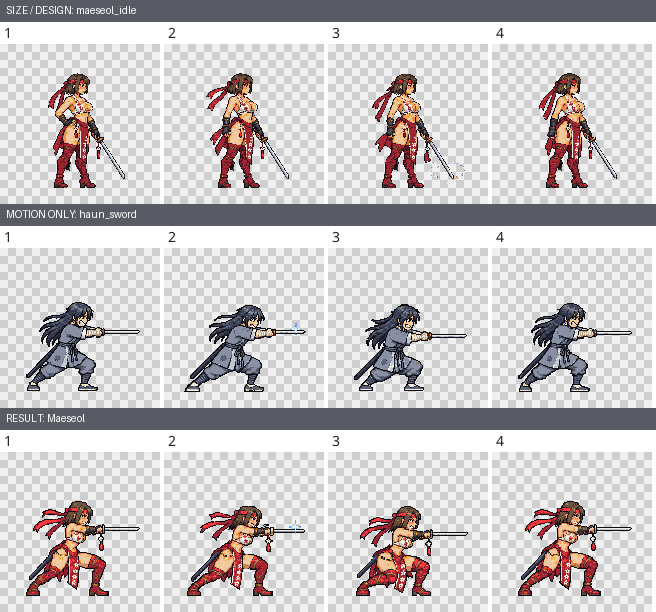 SIZE / DESIGN: maeseol_idle
1 2 3 4
MOTION ONLY: haun_sword
1 2 3 4
RESULT: Maeseol
1 2 3 4